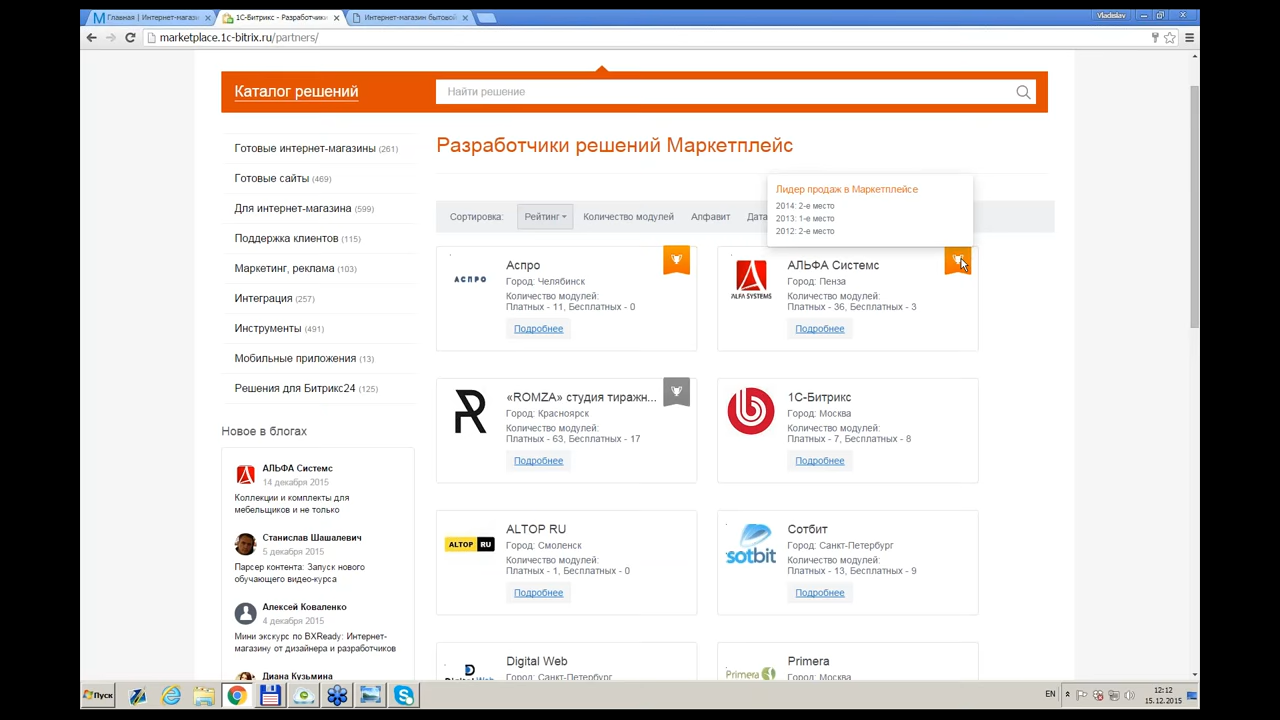 Главная | Интернет-магази
1С-Битрикс - Разработчики
Интернет-магазин бытовой
Vladislav
marketplace.1c-bitrix.ru/partners/
Каталог решений
Найти решение
Готовые интернет-магазины (261)
Готовые сайты (469)
Для интернет-магазина (599)
Поддержка клиентов (115)
Маркетинг, реклама (103)
Интеграция (257)
Инструменты (491)
Мобильные приложения (13)
Решения для Битрикс24 (125)
Новое в блогах
АЛЬФА Системс
14 декабря 2015
Коллекции и комплекты для
мебельщиков и не только
Станислав Шашалевич
5 декабря 2015
Парсер контента: Запуск нового
обучающего видео-курса
Алексей Коваленко
4 декабря 2015
Мини экскурс по BXReady: Интернет-
магазину от дизайнера и разработчиков
Диана Кузьмина
Разработчики решений Маркетплейс
Лидер продаж в Маркетплейсе
2014: 2-е место
2013: 1-е место
2012: 2-е место
Сортировка: Рейтинг Количество модулей Алфавит Дата
АСПРО
Аспро
Город: Челябинск
Количество модулей:
Платных - 11, Бесплатных - 0
Подробнее
ALFA SYSTEMS
АЛЬФА Системс
Город: Пенза
Количество модулей:
Платных - 36, Бесплатных - 3
Подробнее
«ROMZA» студия тиражн...
Город: Красноярск
Количество модулей:
Платных - 63, Бесплатных - 17
Подробнее
1С-Битрикс
Город: Москва
Количество модулей:
Платных - 7, Бесплатных - 8
Подробнее
ALTOP RU
ALTOP RU
Город: Смоленск
Количество модулей:
Платных - 1, Бесплатных - 0
Подробнее
sotbit
Сотбит
Город: Санкт-Петербург
Количество модулей:
Платных - 13, Бесплатных - 9
Подробнее
Digital Web
Digital Web
Город: Санкт-Петербург
Primera
Primera
Город: Москва
Пуск
EN
12:12
15.12.2015